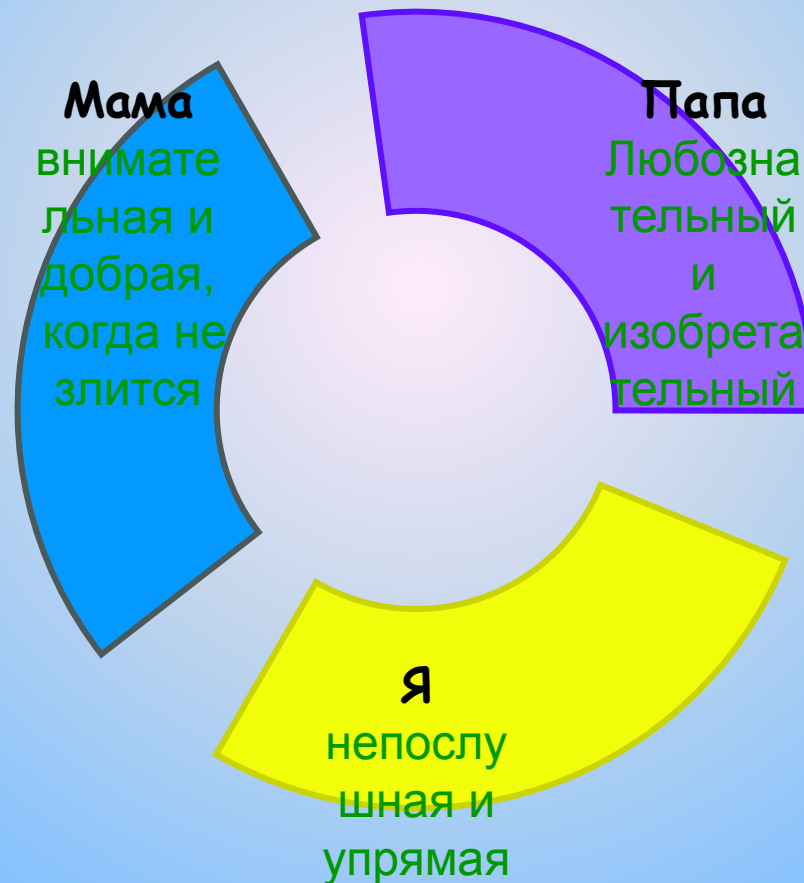 Мама
внимате
льная и
добрая,
когда не
злится
Папа
Любозна
тельный
и
изобрета
тельный
Я
непослу
шная и
упрямая